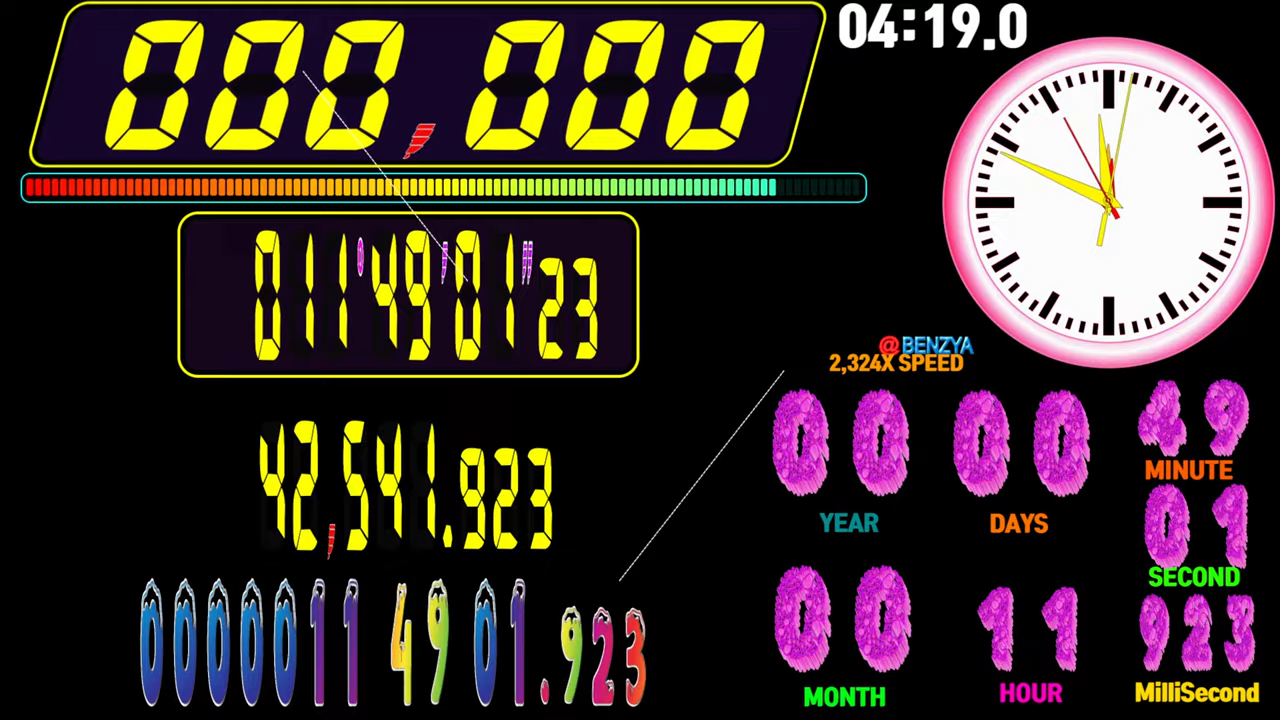 000,000
04:19.0
011°49'01"23
@BENZYA
2,324X SPEED
42,541.923
0000011 49 01.923
00 00 49
MINUTE
YEAR DAYS
01
SECOND
00 11 923
MONTH HOUR MilliSecond